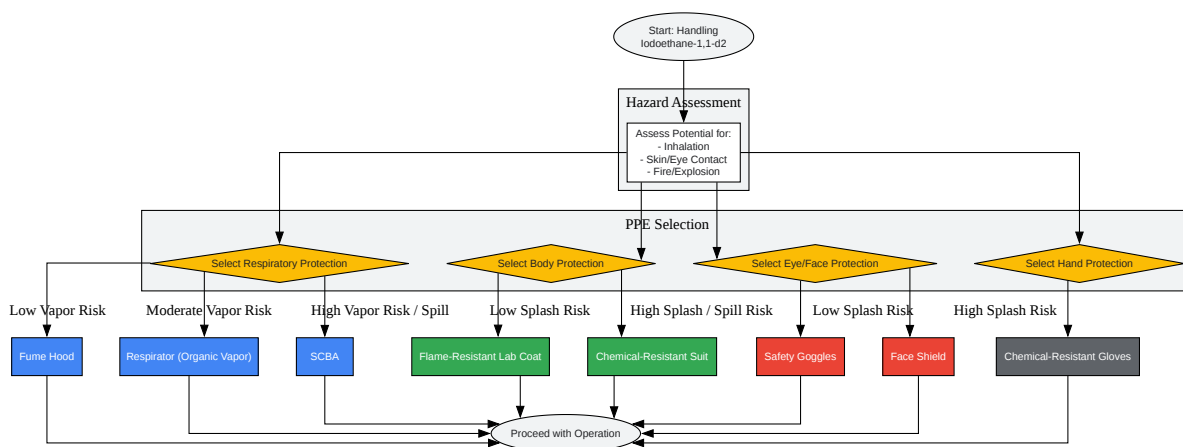 Start: Handling
Iodoethane-1,1-d2
Hazard Assessment
Assess Potential for:
- Inhalation
- Skin/Eye Contact
- Fire/Explosion
PPE Selection
Select Respiratory Protection
Select Body Protection
Select Eye/Face Protection
Select Hand Protection
Low Vapor Risk
Moderate Vapor Risk
High Vapor Risk / Spill
Low Splash Risk
High Splash / Spill Risk
Low Splash Risk
High Splash Risk
Fume Hood
Respirator (Organic Vapor)
SCBA
Flame-Resistant Lab Coat
Chemical-Resistant Suit
Safety Goggles
Face Shield
Chemical-Resistant Gloves
Proceed with Operation